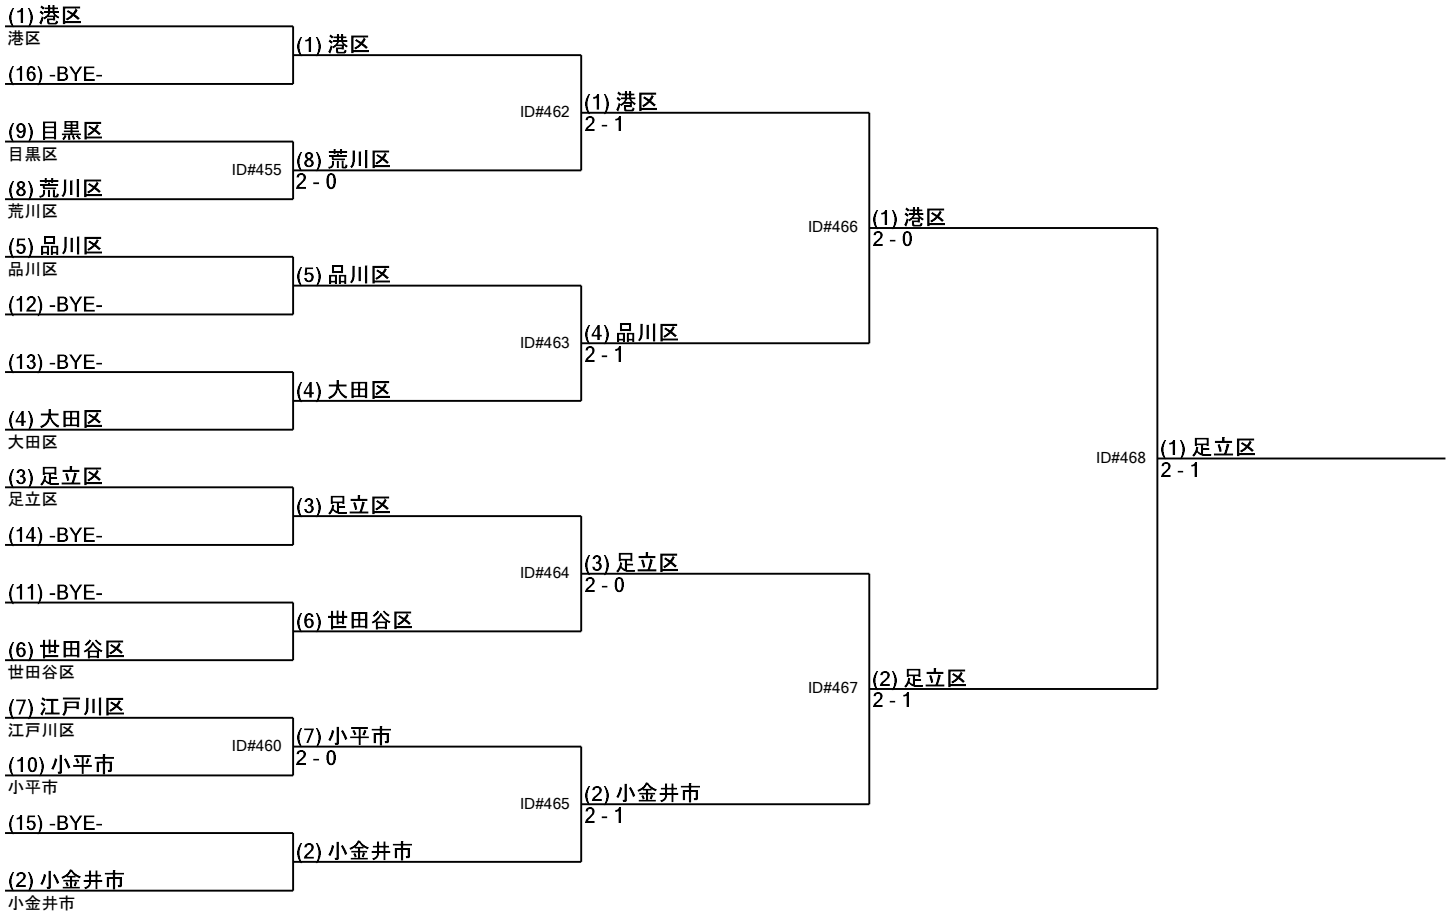 (1) 港区
港区
(16) -BYE-
(9) 目黒区
目黒区
(8) 荒川区
荒川区
(5) 品川区
品川区
(12) -BYE-
(13) -BYE-
(4) 大田区
大田区
(3) 足立区
足立区
(14) -BYE-
(11) -BYE-
(6) 世田谷区
世田谷区
(7) 江戸川区
江戸川区
(10) 小平市
小平市
(15) -BYE-
(2) 小金井市
小金井市
(1) 港区
ID#455
(8) 荒川区
2 - 0
(5) 品川区
(4) 大田区
(3) 足立区
(6) 世田谷区
ID#460
(7) 小平市
2 - 0
(2) 小金井市
ID#462
(1) 港区
2 - 1
ID#463
(4) 品川区
2 - 1
ID#464
(3) 足立区
2 - 0
ID#465
(2) 小金井市
2 - 1
ID#466
(1) 港区
2 - 0
ID#467
(2) 足立区
2 - 1
ID#468
(1) 足立区
2 - 1